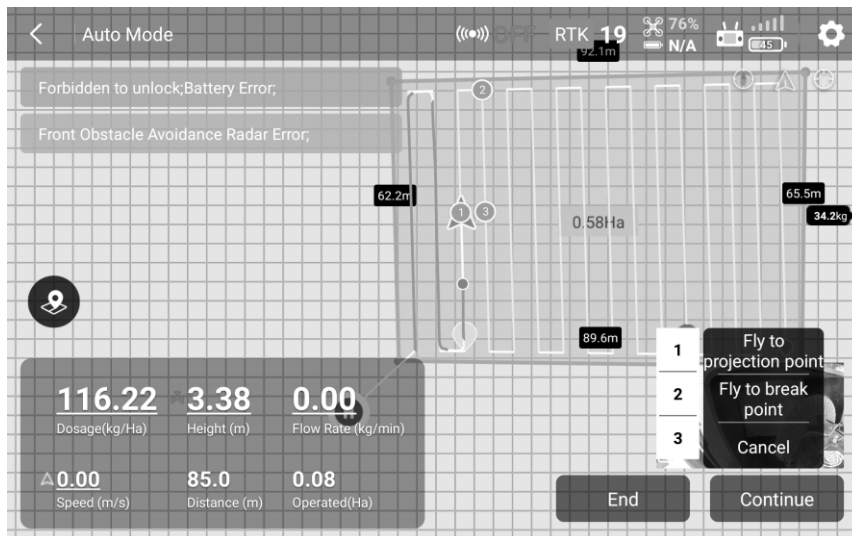 Auto Mode
OFF
RTK 19
76%
N/A
45
92.1m
Forbidden to unlock;Battery Error;
Front Obstacle Avoidance Radar Error;
2
62.2m
65.5m
1
3
34.2kg
0.58Ha
89.6m
1
Fly to
projection point
2
Fly to break
point
3
Cancel
116.22
Dosage(kg/Ha)
3.38
Height (m)
0.00
Flow Rate (kg/min)
0.00
Speed (m/s)
85.0
Distance (m)
0.08
Operated(Ha)
End
Continue